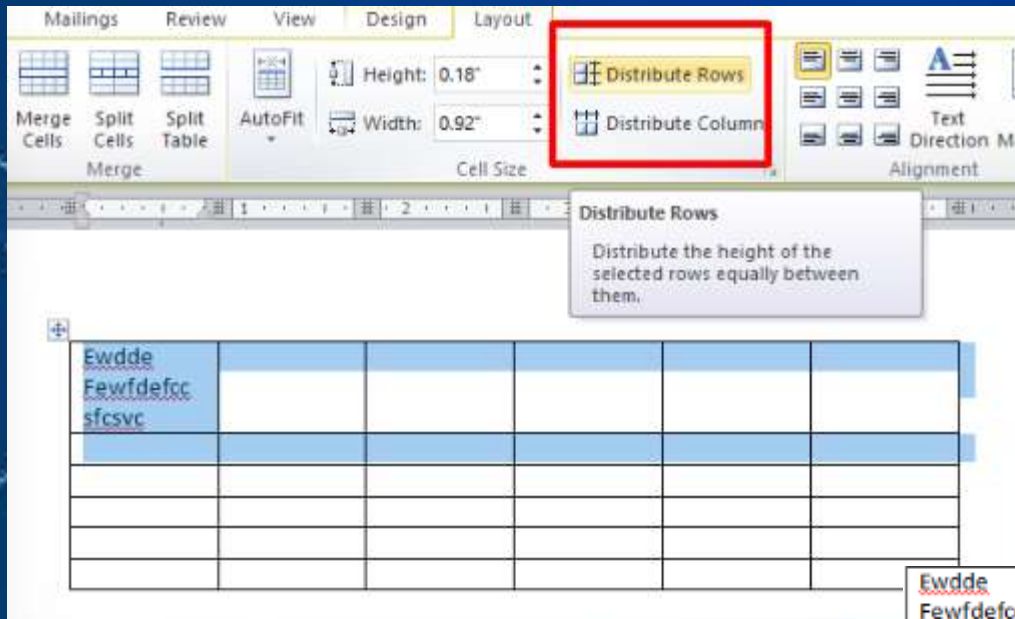 Mailings Review View Design Layout
Merge Cells
Split Cells
Split Table
AutoFit
Height: 0.18"
Width: 0.92"
Distribute Rows
Distribute Column
Text Direction
Merge Cell Size Alignment
1 2
Distribute Rows
Distribute the height of the
selected rows equally between
them.
Ewdde
Fewfdefcc
sfcsvc
Ewdde